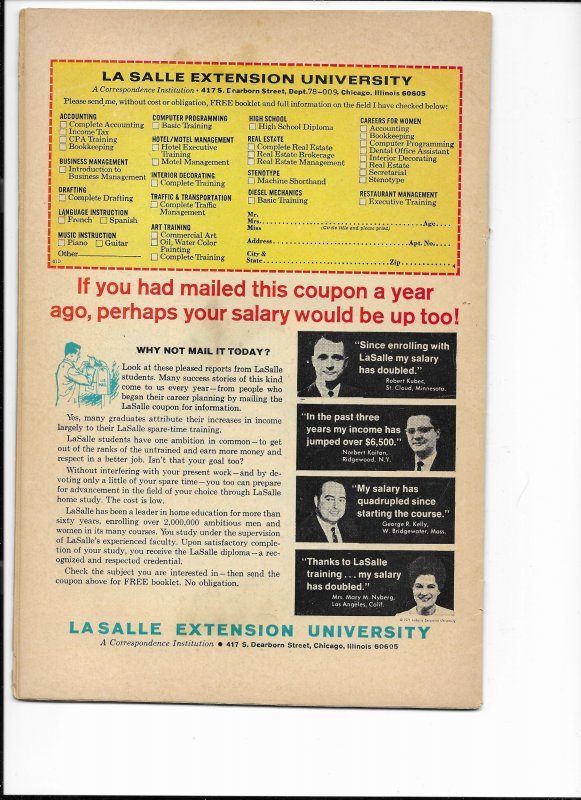 LA SALLE EXTENSION UNIVERSITY
A Correspondence Institution • 417 S. Dearborn Street, Dept. 78-009, Chicago, Illinois 60605
Please send me, without cost or obligation, FREE booklet and full information on the field I have checked below:
ACCOUNTING
Complete Accounting
Income Tax
CPA Training
Bookkeeping
BUSINESS MANAGEMENT
Introduction to
Business Management
DRAFTING
Complete Drafting
LANGUAGE INSTRUCTION
French Spanish
MUSIC INSTRUCTION
Piano Guitar
Other
610
COMPUTER PROGRAMMING
Basic Training
HOTEL/MOTEL MANAGEMENT
Hotel Executive
Training
Motel Management
INTERIOR DECORATING
Complete Training
TRAFFIC & TRANSPORTATION
Complete Traffic
Management
ART TRAINING
Commercial Art
Oil, Water Color
Painting
Complete Training
HIGH SCHOOL
High School Diploma
REAL ESTATE
Complete Real Estate
Real Estate Brokerage
Real Estate Management
STENOTYPE
Machine Shorthand
DIESEL MECHANICS
Basic Training
CAREERS FOR WOMEN
Accounting
Bookkeeping
Computer Programming
Dental Office Assistant
Interior Decorating
Real Estate
Secretarial
Stenotype
RESTAURANT MANAGEMENT
Executive Training
Mr.
Mrs. Age
Miss (Circle title and please print)
Address Apt. No.
City &
State Zip
4
If you had mailed this coupon a year
ago, perhaps your salary would be up too!
WHY NOT MAIL IT TODAY?
Look at these pleased reports from LaSalle
students. Many success stories of this kind
come to us every year—from people who
began their career planning by mailing the
LaSalle coupon for information.
Yes, many graduates attribute their increases in income
largely to their LaSalle spare-time training.
LaSalle students have one ambition in common—to get
out of the ranks of the untrained and earn more money and
respect in a better job. Isn't that your goal too?
Without interfering with your present work—and by de-
voting only a little of your spare time—you too can prepare
for advancement in the field of your choice through LaSalle
home study. The cost is low.
LaSalle has been a leader in home education for more than
sixty years, enrolling over 2,000,000 ambitious men and
women in its many courses. You study under the supervision
of LaSalle's experienced faculty. Upon satisfactory comple-
tion of your study, you receive the LaSalle diploma—a rec-
ognized and respected credential.
Check the subject you are interested in—then send the
coupon above for FREE booklet. No obligation.
"Since enrolling with
LaSalle my salary
has doubled."
Robert Kubec,
St. Cloud, Minnesota.
"In the past three
years my income has
jumped over $6,500."
Norbert Kaifan,
Ridgewood, N.Y.
"My salary has
quadrupled since
starting the course."
George R. Kelly,
W. Bridgewater, Mass.
"Thanks to LaSalle
training . . . my salary
has doubled."
Mrs. Mary M. Nyberg,
Los Angeles, Calif.
© 1971 LaSalle Extension University
LASALLE EXTENSION UNIVERSITY
A Correspondence Institution • 417 S. Dearborn Street, Chicago, Illinois 60605